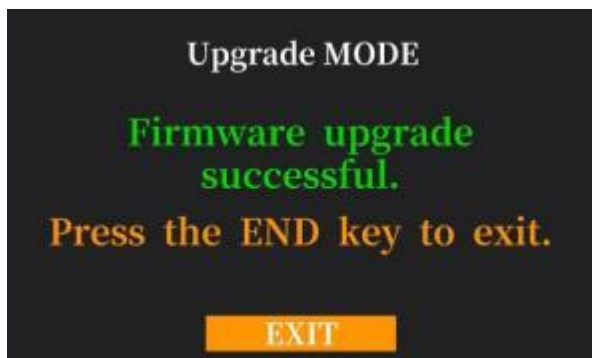 Upgrade MODE
Firmware upgrade
successful.
Press the END key to exit.
EXIT